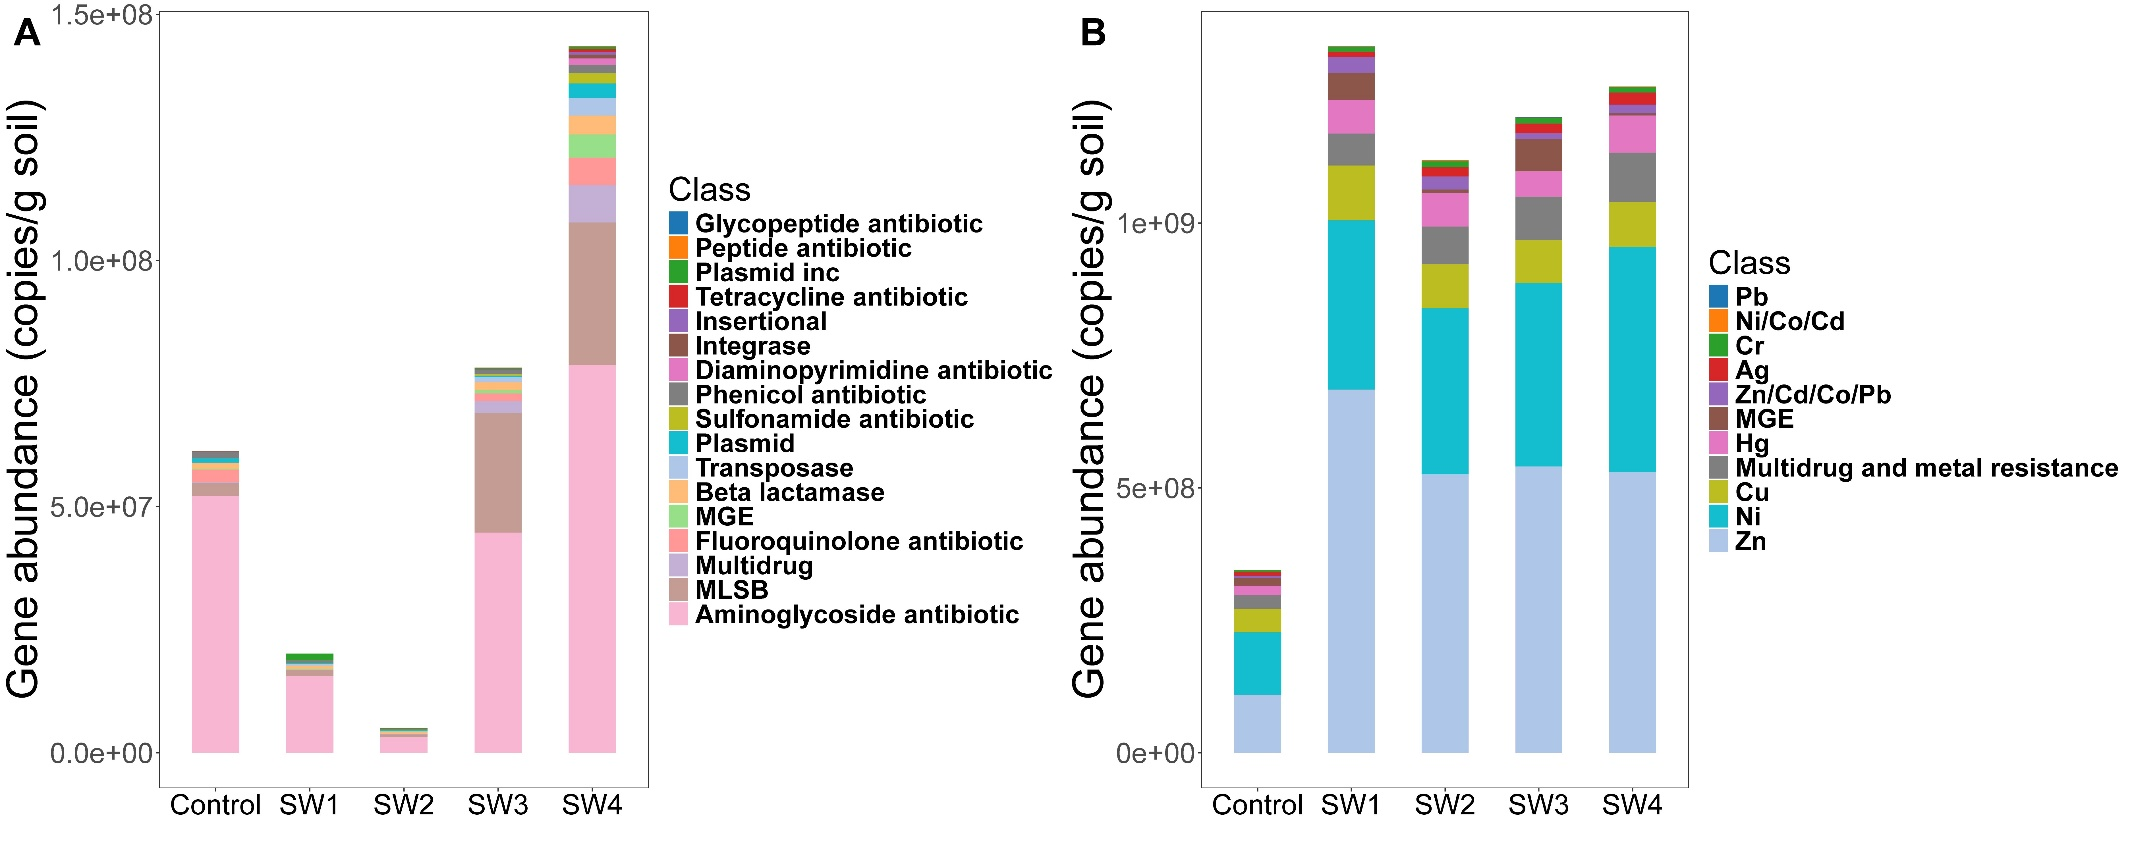 A
Gene abundance (copies/g soil)
1.5e+08
1.0e+08
5.0e+07
0.0e+00
Control SW1 SW2 SW3 SW4
Class
Glycopeptide antibiotic
Peptide antibiotic
Plasmid inc
Tetracycline antibiotic
Insertional
Integrase
Diaminopyrimidine antibiotic
Phenicol antibiotic
Sulfonamide antibiotic
Plasmid
Transposase
Beta lactamase
MGE
Fluoroquinolone antibiotic
Multidrug
MLSB
Aminoglycoside antibiotic
B
Gene abundance (copies/g soil)
1e+09
5e+08
0e+00
Control SW1 SW2 SW3 SW4
Class
Pb
Ni/Co/Cd
Cr
Ag
Zn/Cd/Co/Pb
MGE
Hg
Multidrug and metal resistance
Cu
Ni
Zn